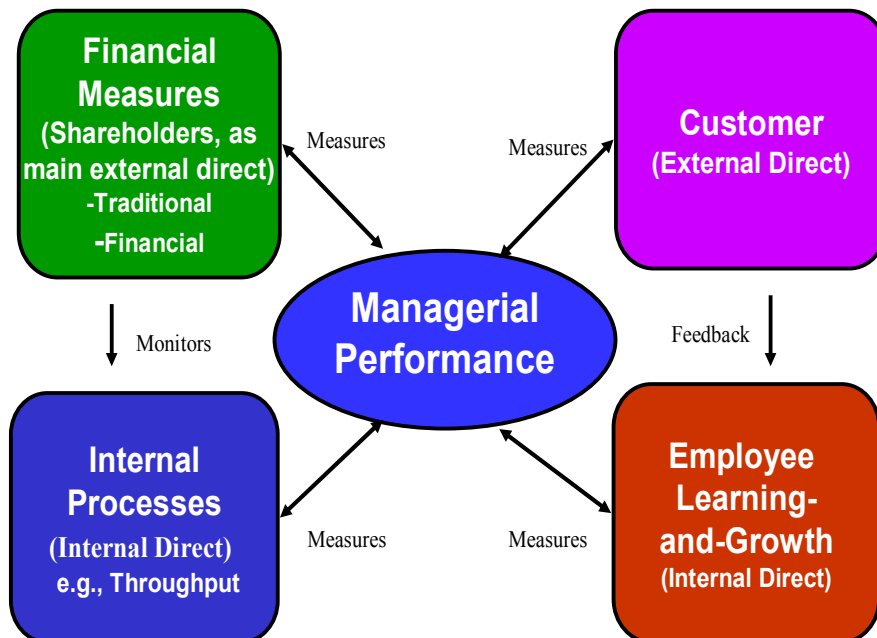 Financial
Measures
(Shareholders, as
main external direct)
-Traditional
-Financial
Measures
Measures
Customer
(External Direct)
Managerial
Performance
Monitors
Feedback
Internal
Processes
(Internal Direct)
e.g., Throughput
Measures
Measures
Employee
Learning-
and-Growth
(Internal Direct)